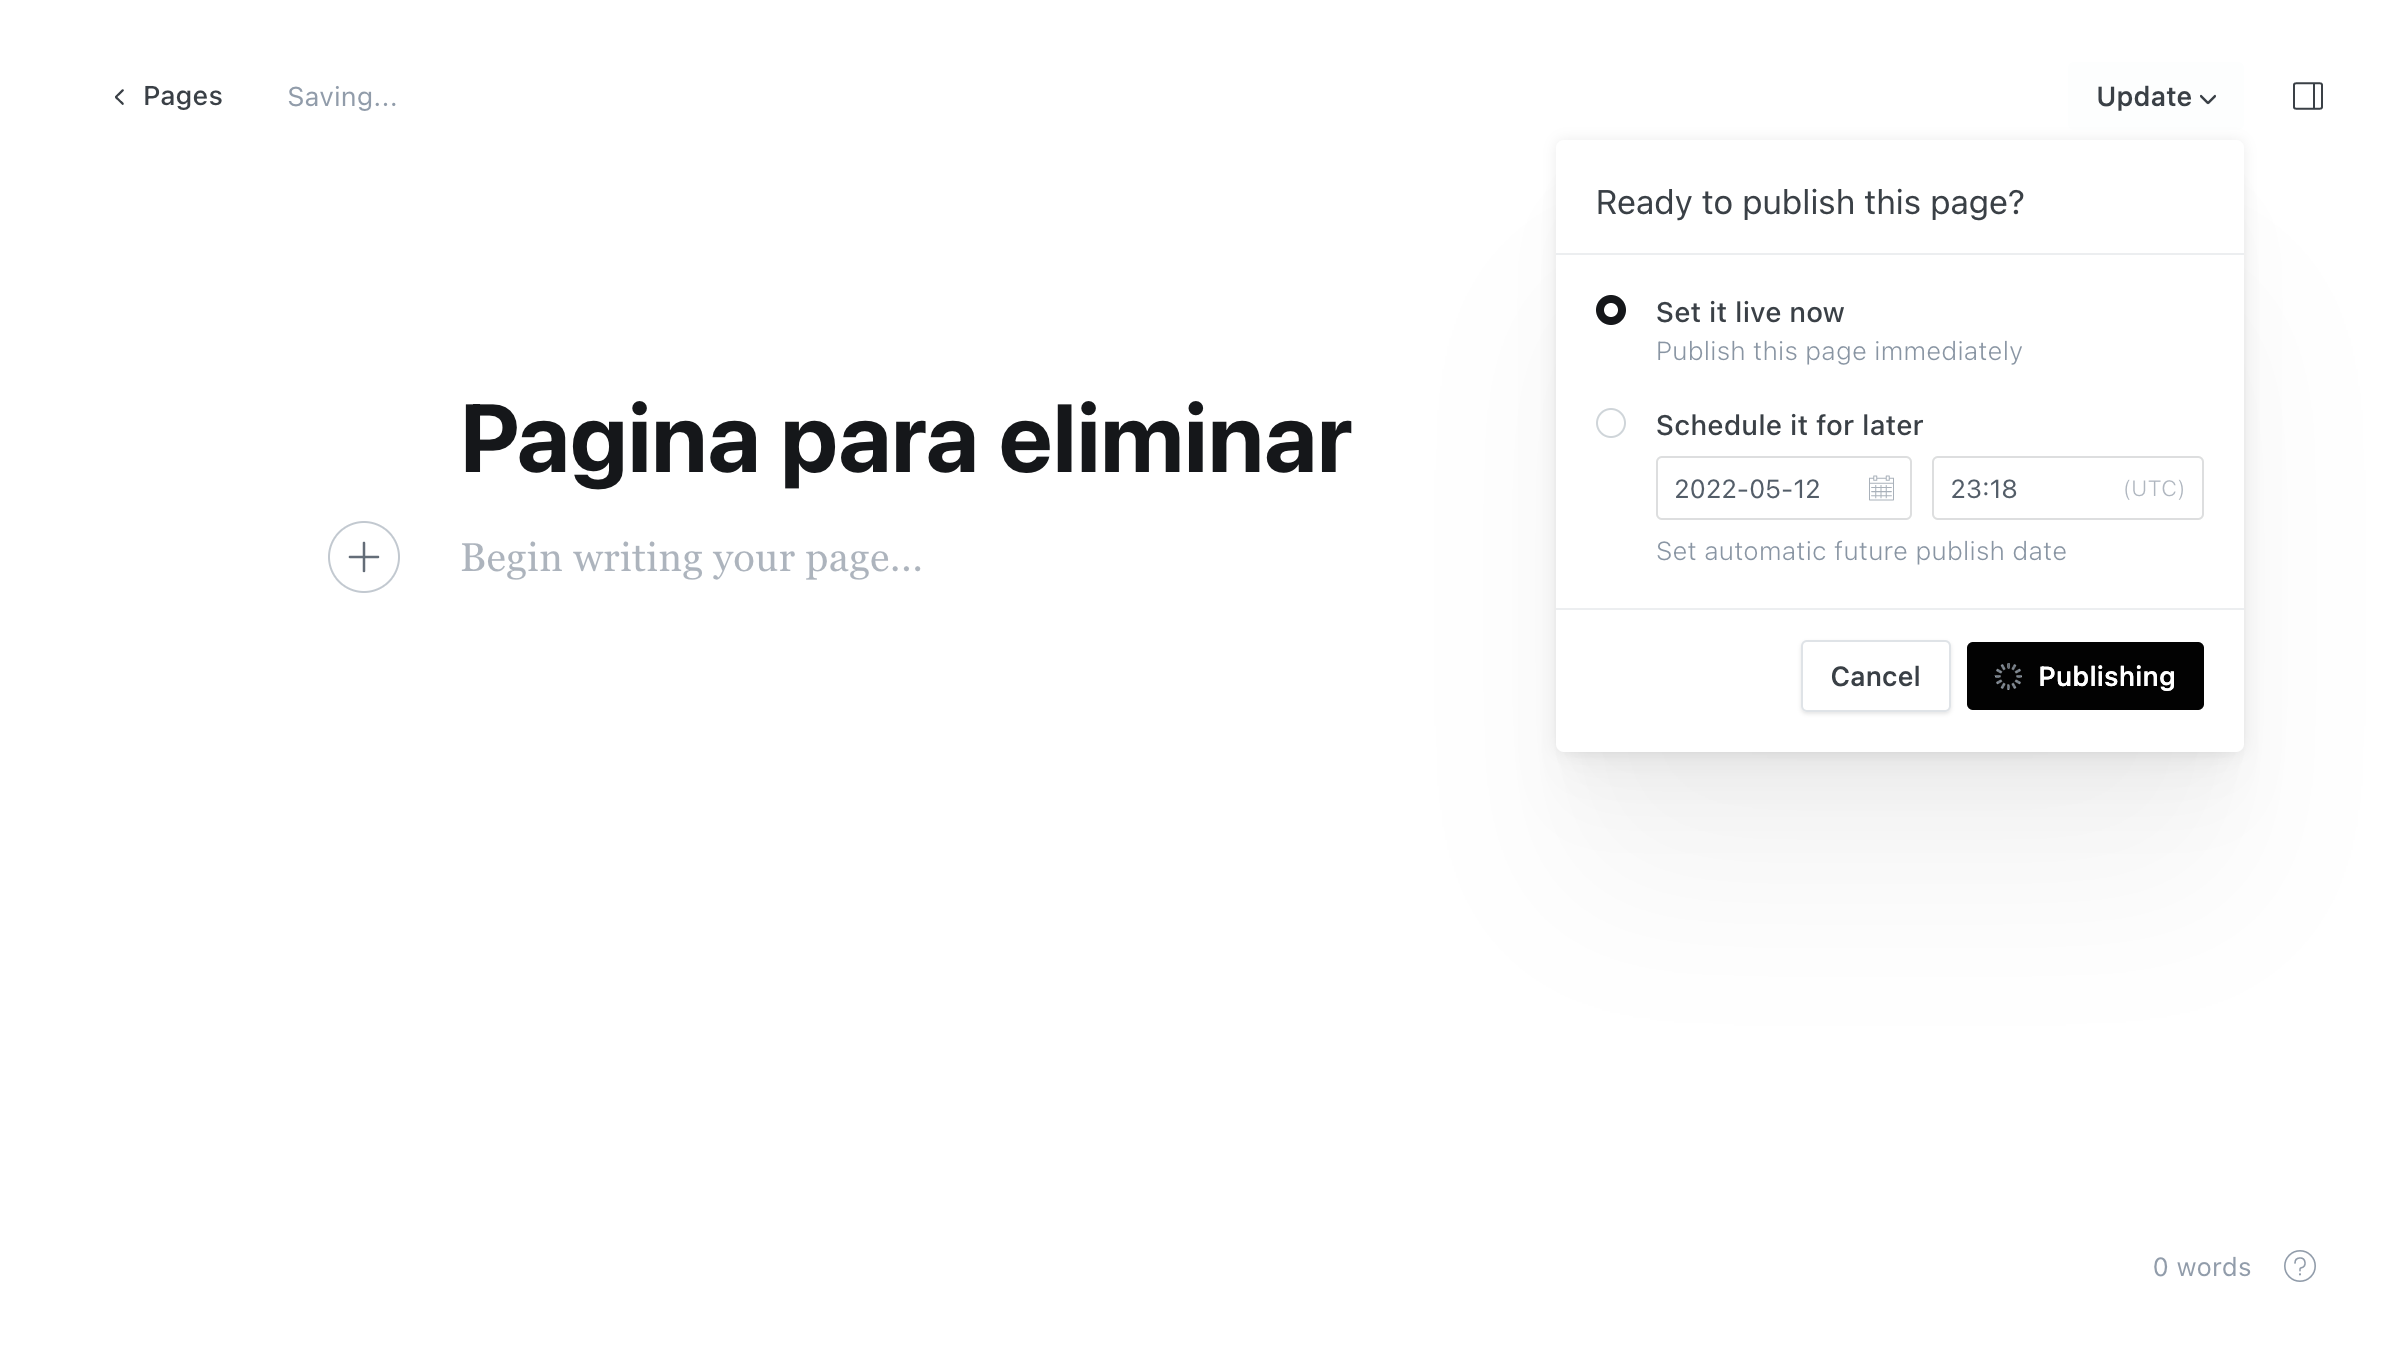 Pages
Saving...
Update
Ready to publish this page?
Set it live now
Publish this page immediately
Schedule it for later
2022-05-12
23:18
(UTC)
Set automatic future publish date
Cancel
Publishing
Pagina para eliminar
Begin writing your page...
0 words
?